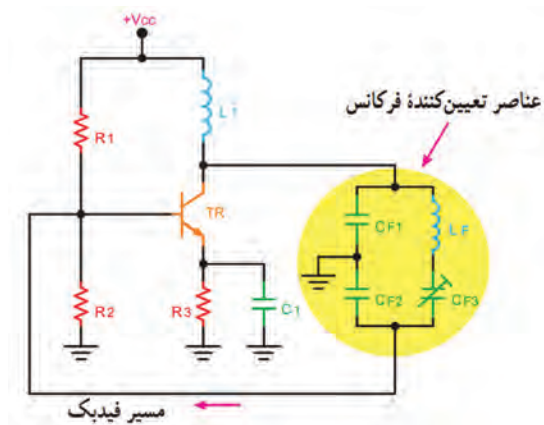 +Vcc
عناصر تعیین‌کنندهٔ فرکانس
R1
L1
TR
CF1
LF
R2
R3
C1
CF2
CF3
مسیر فیدبک